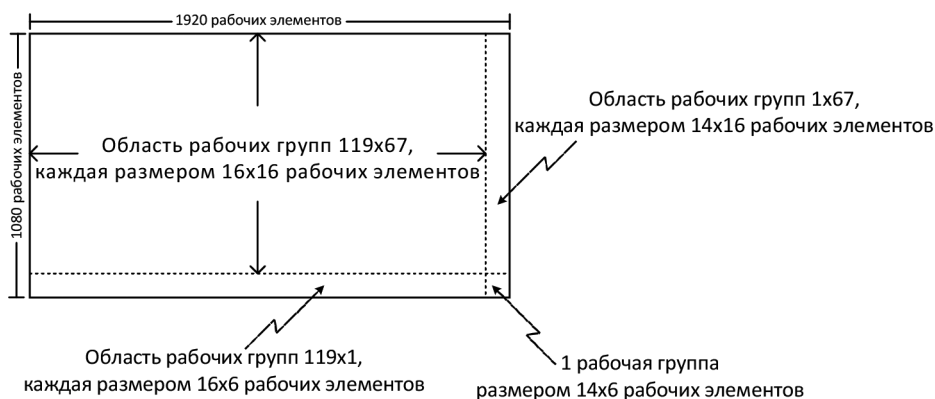 1920 рабочих элементов
1080 рабочих элементов
Область рабочих групп 119x67,
каждая размером 16x16 рабочих элементов
Область рабочих групп 1x67,
каждая размером 14x16 рабочих элементов
Область рабочих групп 119x1,
каждая размером 16x6 рабочих элементов
1 рабочая группа
размером 14x6 рабочих элементов